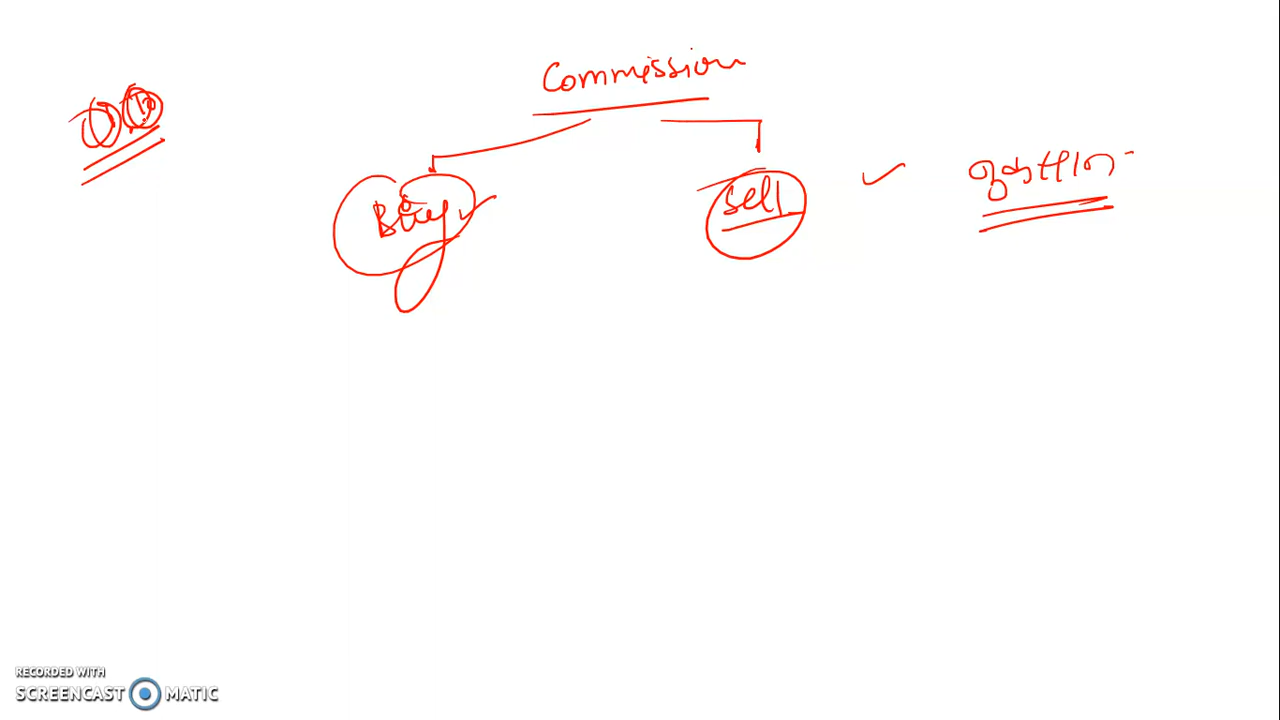 Commission
Buy
Sell
RECORDED WITH
SCREENCAST MATIC